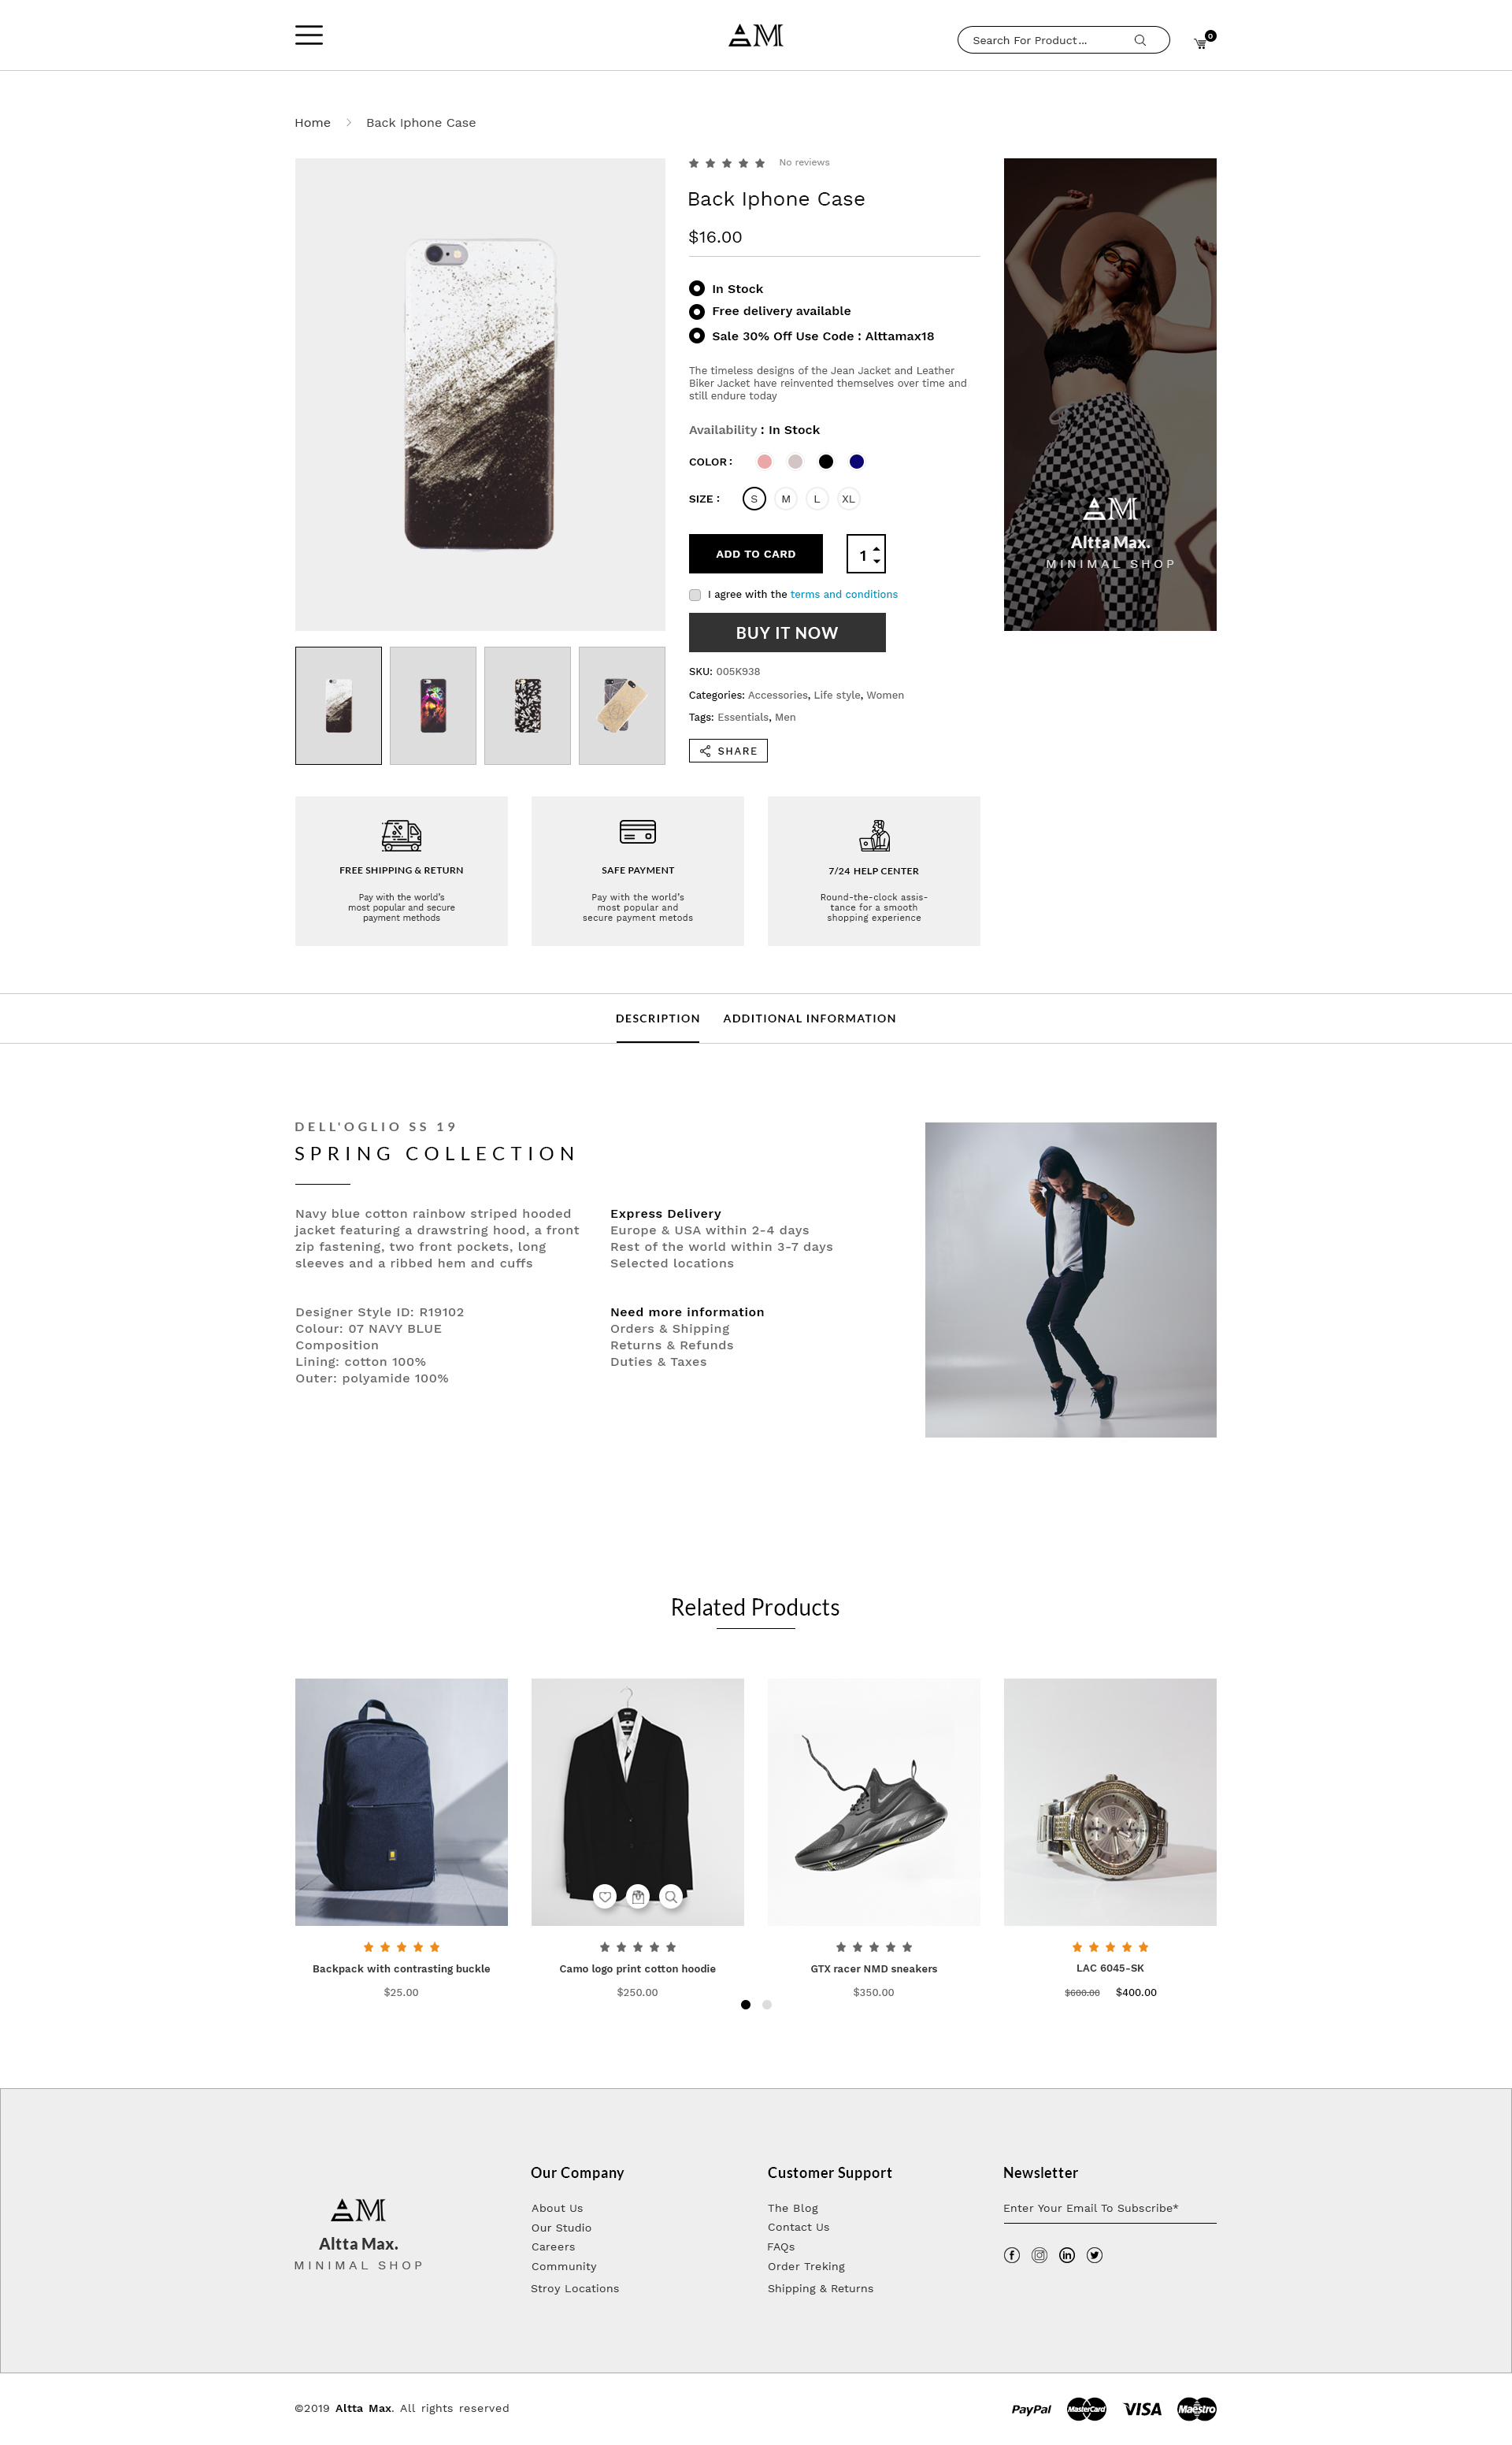 AM
Search For Product...
0
Home
Back Iphone Case
No reviews
Back Iphone Case
$16.00
In Stock
Free delivery available
Sale 30% Off Use Code : Alttamax18
The timeless designs of the Jean Jacket and Leather
Biker Jacket have reinvented themselves over time and
still endure today
Availability : In Stock
COLOR :
SIZE :
S
M
L
XL
ADD TO CARD
1
I agree with the terms and conditions
BUY IT NOW
SKU: 005K938
Categories: Accessories, Life style, Women
Tags: Essentials, Men
SHARE
AM
Altta Max.
MINIMAL SHOP
FREE SHIPPING & RETURN
Pay with the world's
most popular and secure
payment methods
SAFE PAYMENT
Pay with the world's
most popular and
secure payment metods
7/24 HELP CENTER
Round-the-clock assis-
tance for a smooth
shopping experience
DESCRIPTION
ADDITIONAL INFORMATION
DELL'OGLIO SS 19
SPRING COLLECTION
Navy blue cotton rainbow striped hooded
jacket featuring a drawstring hood, a front
zip fastening, two front pockets, long
sleeves and a ribbed hem and cuffs
Designer Style ID: R19102
Colour: 07 NAVY BLUE
Composition
Lining: cotton 100%
Outer: polyamide 100%
Express Delivery
Europe & USA within 2-4 days
Rest of the world within 3-7 days
Selected locations
Need more information
Orders & Shipping
Returns & Refunds
Duties & Taxes
Related Products
Backpack with contrasting buckle
$25.00
Camo logo print cotton hoodie
$250.00
GTX racer NMD sneakers
$350.00
LAC 6045-SK
$600.00 $400.00
AM
Altta Max.
MINIMAL SHOP
Our Company
About Us
Our Studio
Careers
Community
Stroy Locations
Customer Support
The Blog
Contact Us
FAQs
Order Treking
Shipping & Returns
Newsletter
Enter Your Email To Subscribe*
©2019 Altta Max. All rights reserved
PayPal
MasterCard
VISA
Maestro